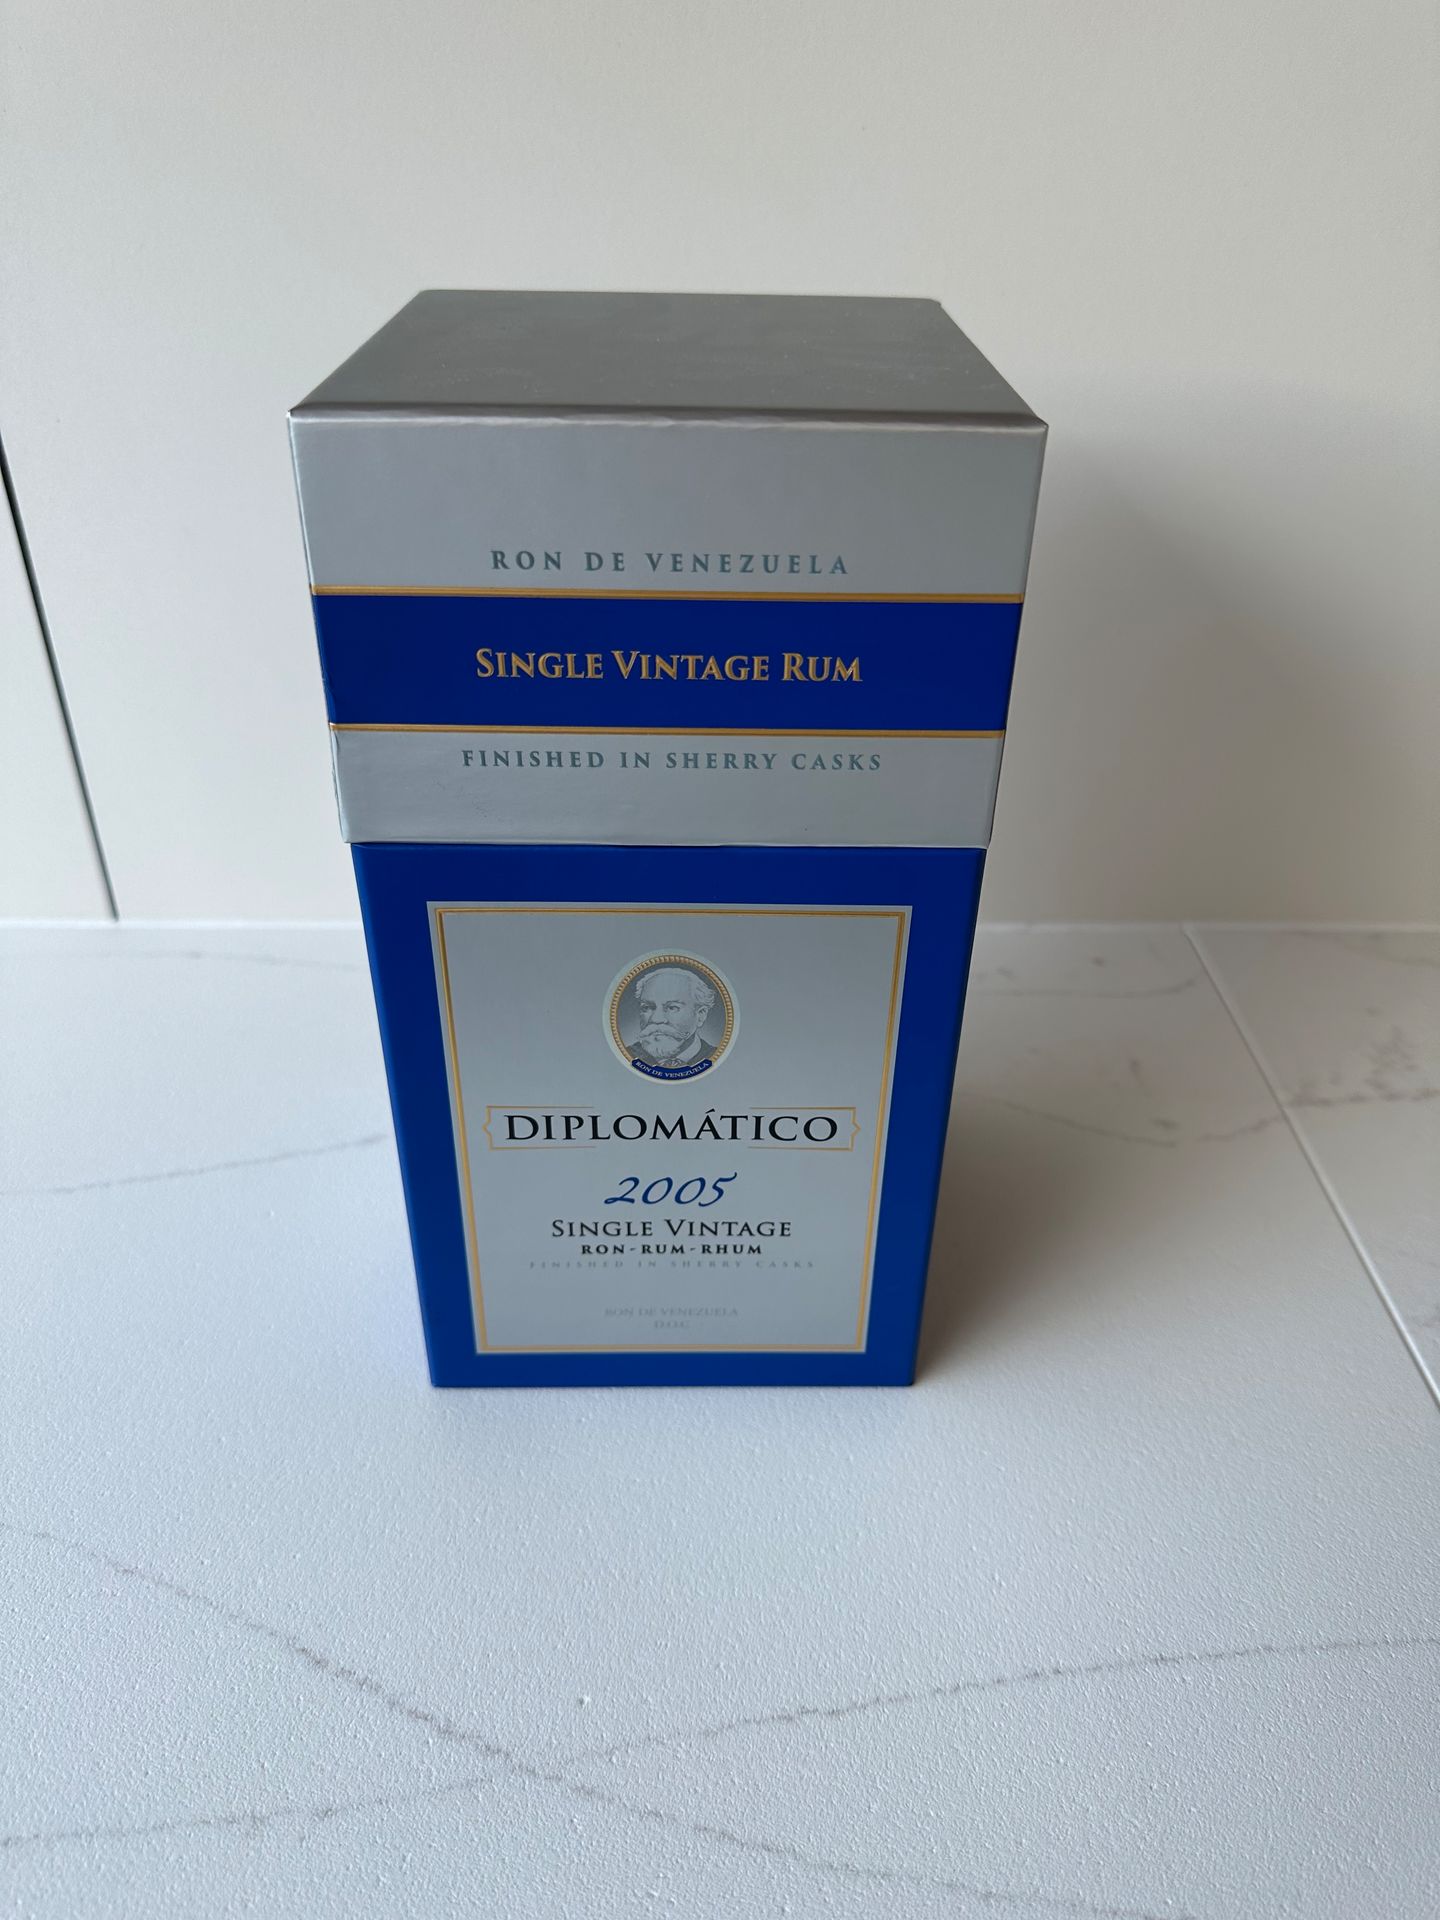 RON DE VENEZUELA
SINGLE VINTAGE RUM
FINISHED IN SHERRY CASKS
RON DE VENEZUELA
DIPLOMÁTICO
2005
SINGLE VINTAGE
RON-RUM-RHUM
FINISHED IN SHERRY CASKS
RON DE VENEZUELA
DOC